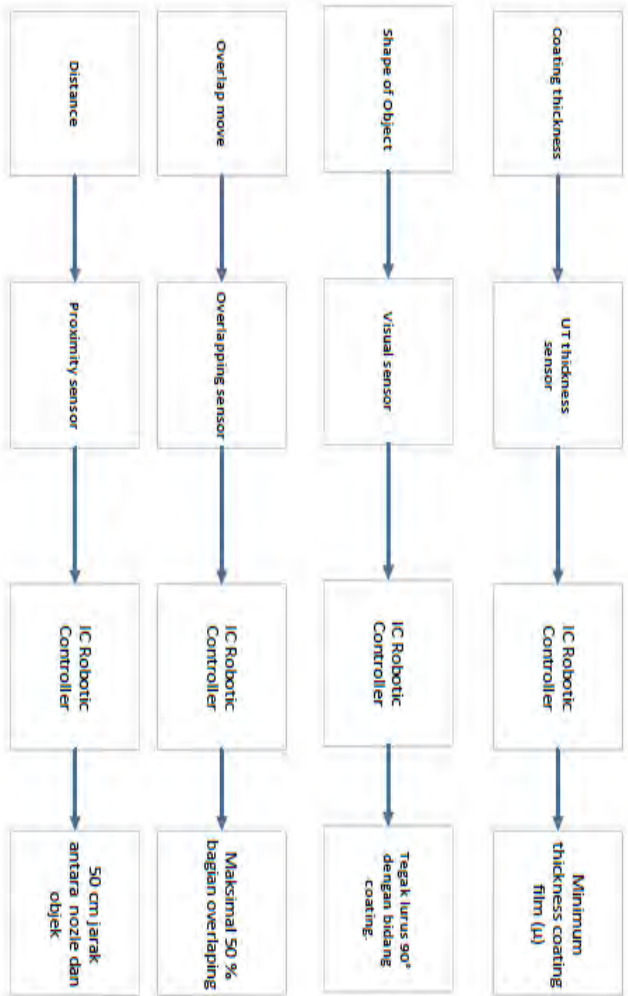 Coating thickness
UT thickness
sensor
IC Robotic
Controller
Minimum
thickness coating
film (µ)
Shape of Object
Visual sensor
IC Robotic
Controller
Tegak lurus 90°
dengan bidang
coating.
Overlap move
Overlapping sensor
IC Robotic
Controller
Maksimal 50 %
bagian overlaping
Distance
Proximity sensor
IC Robotic
Controller
50 cm jarak
antara nozle dan
objek